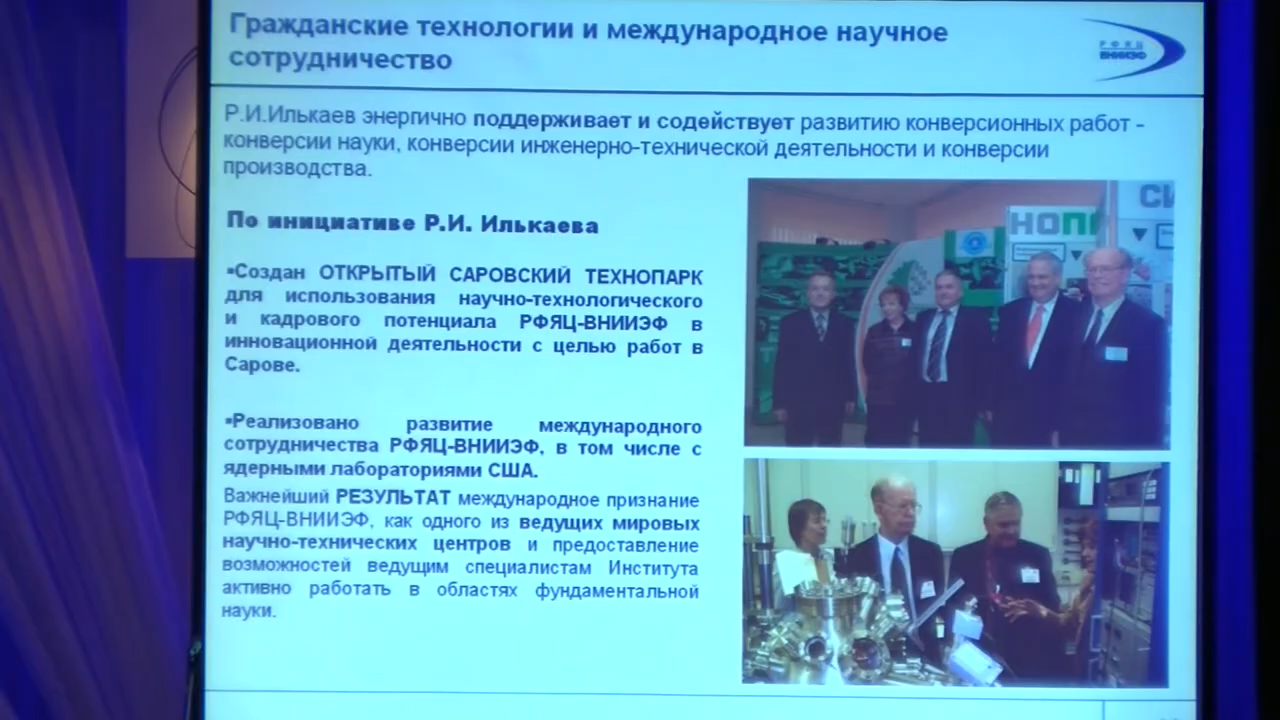 Гражданские технологии и международное научное
сотрудничество
РФЯЦ
ВНИИЭФ
Р.И.Илькаев энергично поддерживает и содействует развитию конверсионных работ -
конверсии науки, конверсии инженерно-технической деятельности и конверсии
производства.
По инициативе Р.И. Илькаева
▪Создан ОТКРЫТЫЙ САРОВСКИЙ ТЕХНОПАРК
для использования научно-технологического
и кадрового потенциала РФЯЦ-ВНИИЭФ в
инновационной деятельности с целью работ в
Сарове.
▪Реализовано развитие международного
сотрудничества РФЯЦ-ВНИИЭФ, в том числе с
ядерными лабораториями США.
Важнейший РЕЗУЛЬТАТ международное признание
РФЯЦ-ВНИИЭФ, как одного из ведущих мировых
научно-технических центров и предоставление
возможностей ведущим специалистам Института
активно работать в областях фундаментальной
науки.
СИ
НОП